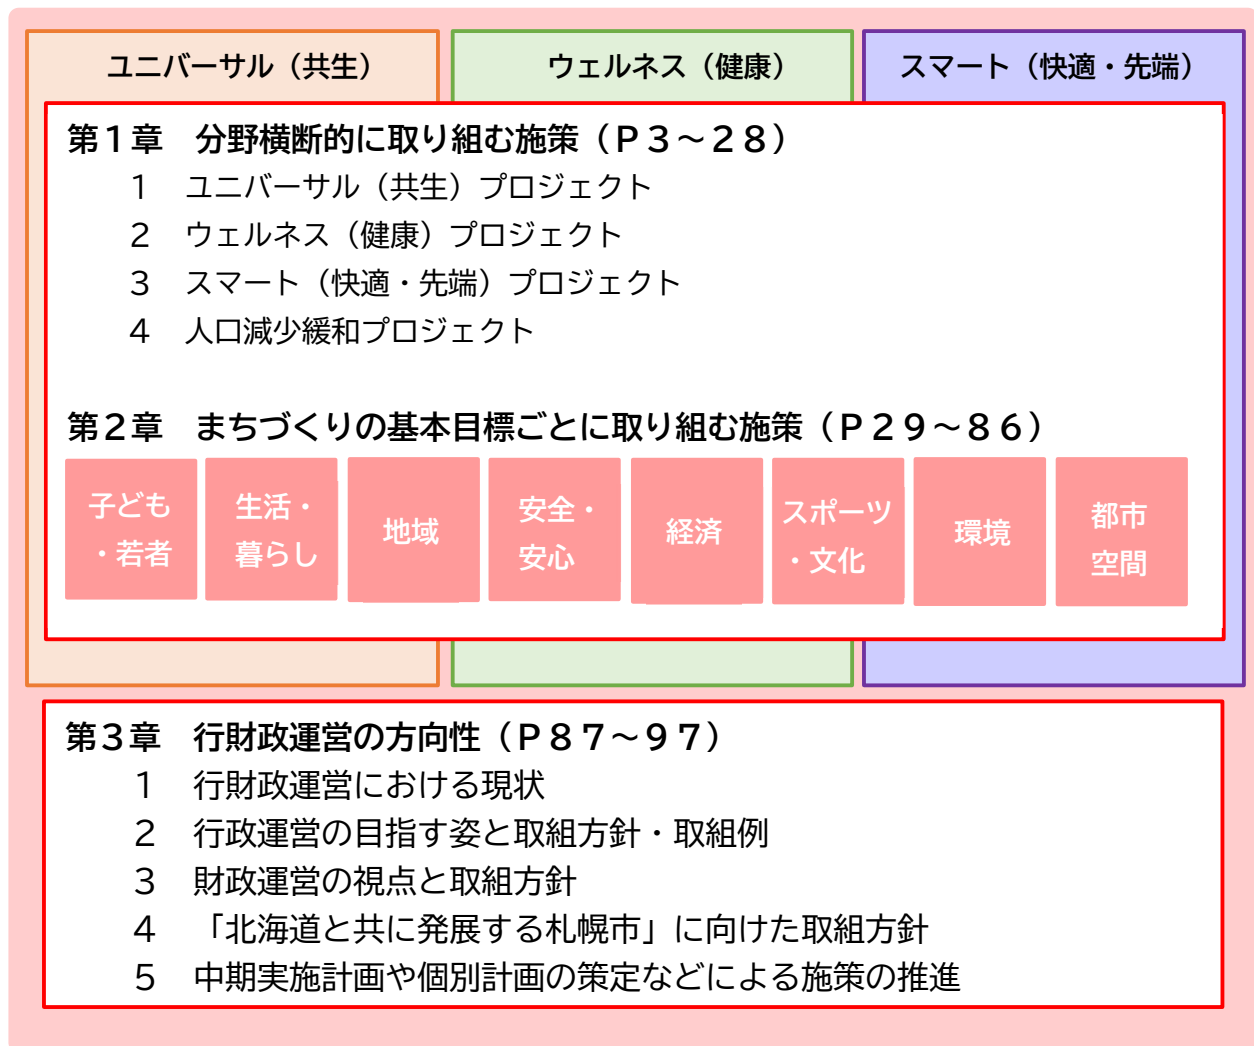 ユニバーサル（共生）
ウェルネス（健康）
スマート（快適・先端）
第１章　分野横断的に取り組む施策（Ｐ３～２８）
１　ユニバーサル（共生）プロジェクト
２　ウェルネス（健康）プロジェクト
３　スマート（快適・先端）プロジェクト
４　人口減少緩和プロジェクト
第２章　まちづくりの基本目標ごとに取り組む施策（Ｐ２９～８６）
子ども
・若者
生活・
暮らし
地域
安全・
安心
経済
スポーツ
・文化
環境
都市
空間
第３章　行財政運営の方向性（Ｐ８７～９７）
１　行財政運営における現状
２　行政運営の目指す姿と取組方針・取組例
３　財政運営の視点と取組方針
４　「北海道と共に発展する札幌市」に向けた取組方針
５　中期実施計画や個別計画の策定などによる施策の推進